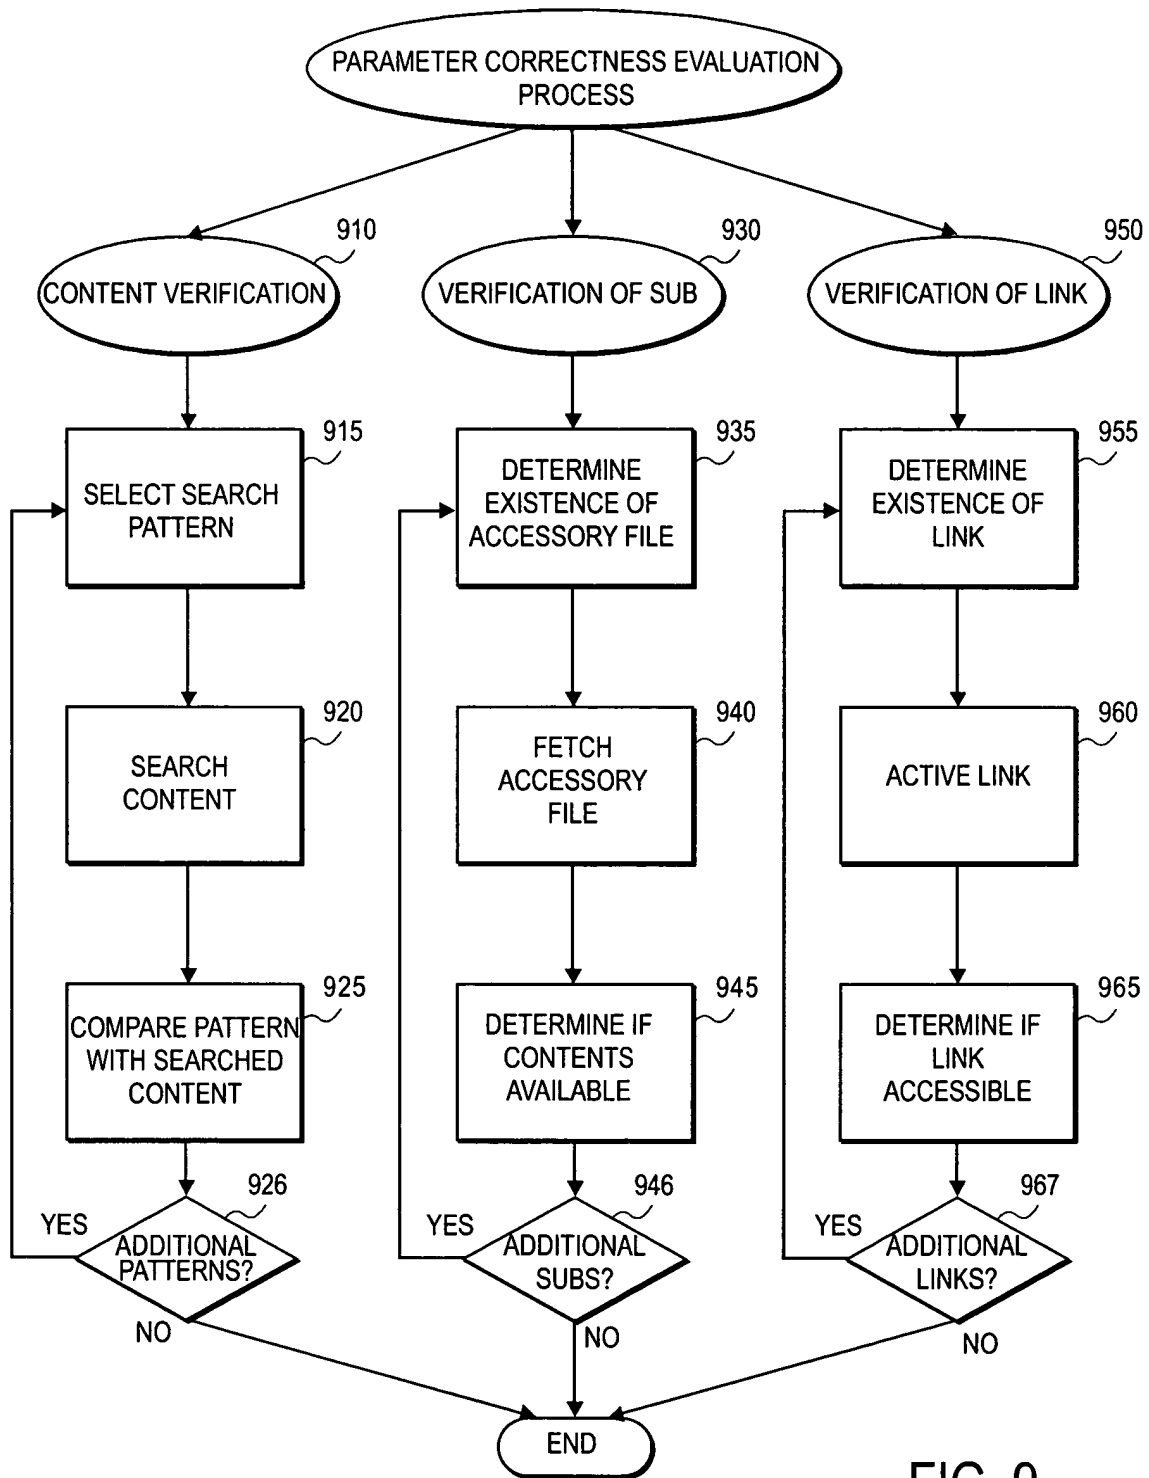 PARAMETER CORRECTNESS EVALUATION
PROCESS
910
CONTENT VERIFICATION
930
VERIFICATION OF SUB
950
VERIFICATION OF LINK
915
SELECT SEARCH
PATTERN
935
DETERMINE
EXISTENCE OF
ACCESSORY FILE
955
DETERMINE
EXISTENCE OF
LINK
920
SEARCH
CONTENT
940
FETCH
ACCESSORY
FILE
960
ACTIVE LINK
925
COMPARE PATTERN
WITH SEARCHED
CONTENT
945
DETERMINE IF
CONTENTS
AVAILABLE
965
DETERMINE IF
LINK
ACCESSIBLE
926
YES
ADDITIONAL
PATTERNS?
NO
946
YES
ADDITIONAL
SUBS?
NO
967
YES
ADDITIONAL
LINKS?
NO
END
FIG. 9